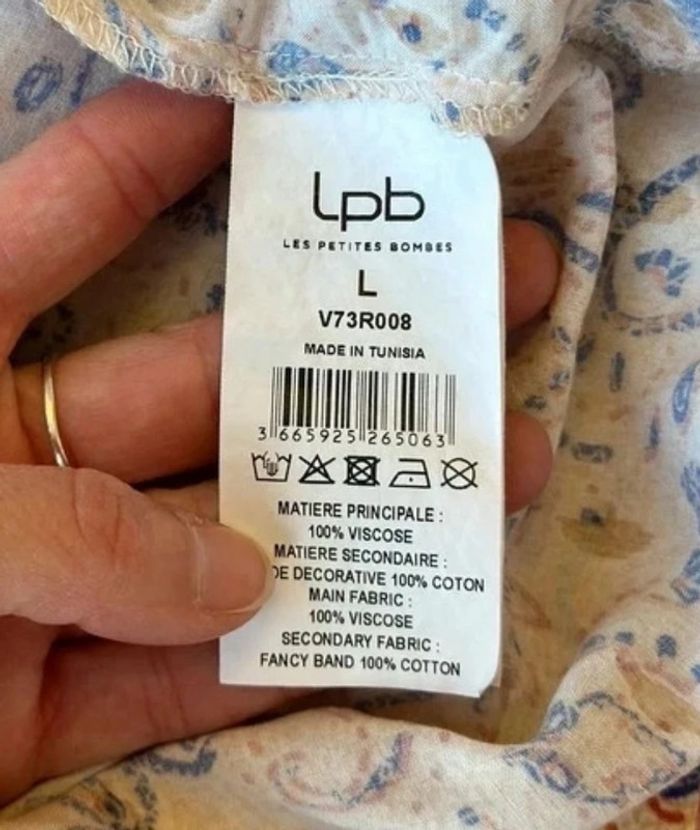 lpb
LES PETITES BOMBES
L
V73R008
MADE IN TUNISIA
3 665925 265063
MATIERE PRINCIPALE :
100% VISCOSE
MATIERE SECONDAIRE :
DECORATIVE 100% COTON
MAIN FABRIC :
100% VISCOSE
SECONDARY FABRIC :
FANCY BAND 100% COTTON